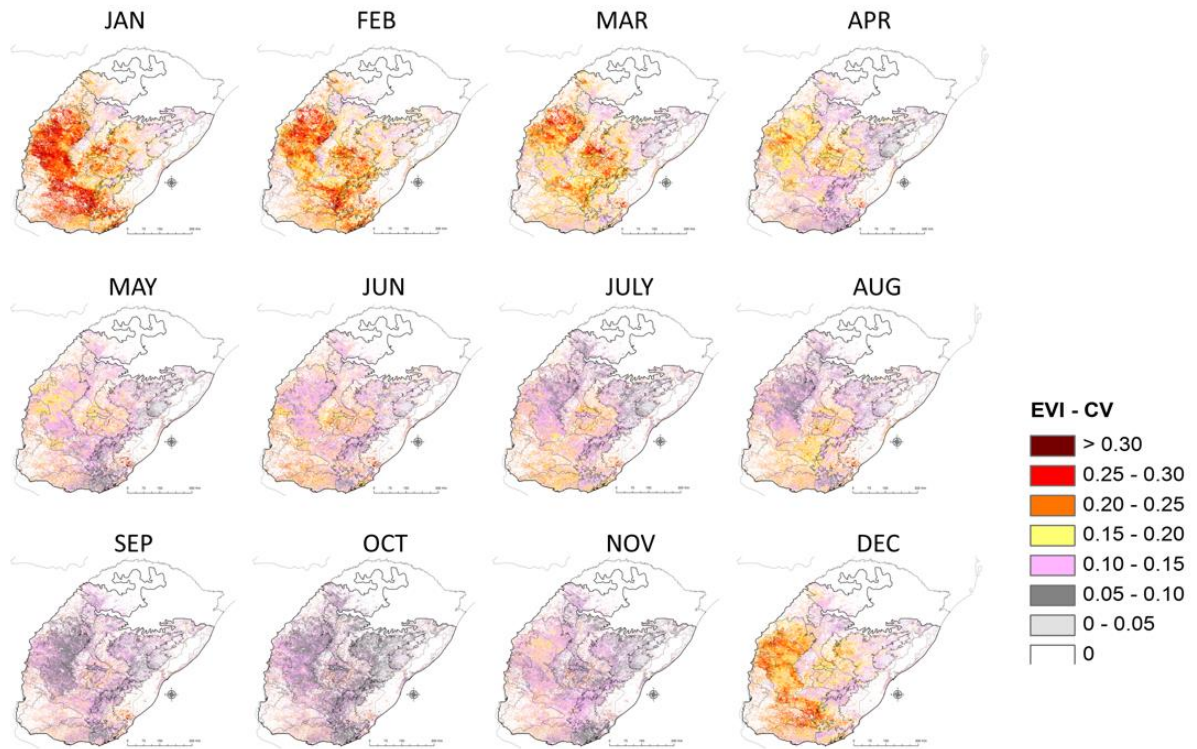 JAN
FEB
MAR
APR
MAY
JUN
JULY
AUG
SEP
OCT
NOV
DEC
EVI - CV
> 0.30
0.25 - 0.30
0.20 - 0.25
0.15 - 0.20
0.10 - 0.15
0.05 - 0.10
0 - 0.05
0